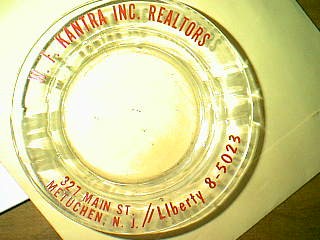 W. F. KANTRA INC. REALTORS
327 MAIN ST.
METUCHEN, N. J. // Liberty 8-5023